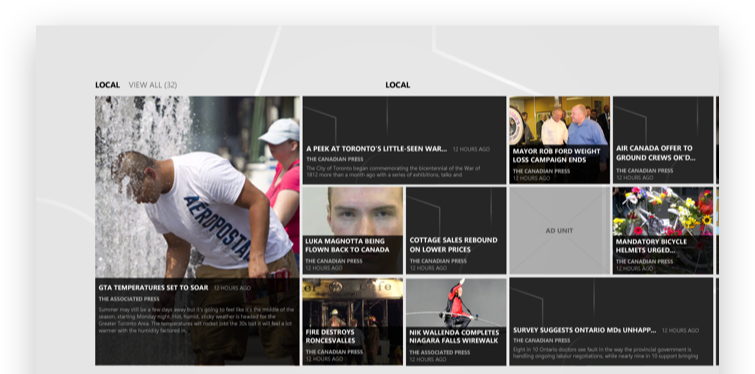 LOCAL VIEW ALL (32)
LOCAL
AÉROPOSTAL
GTA TEMPERATURES SET TO SOAR 12 HOURS AGO
THE ASSOCIATED PRESS
Summer may still be a few days away but it's going to feel like it's the middle of the
season, starting Monday night. Hot, humid, sticky weather is headed for the
Greater Toronto Area. The temperatures will rocket into the 30s but it will feel a lot
warmer with the humidity factored in.
A PEEK AT TORONTO'S LITTLE-SEEN WAR... 12 HOURS AGO
THE CANADIAN PRESS
The City of Toronto began commemorating the bicentennial of the War of
1812 more than a month ago with a series of exhibitions, talks and
MAYOR ROB FORD WEIGHT
LOSS CAMPAIGN ENDS
THE CANADIAN PRESS
12 HOURS AGO
AIR CANADA OFFER TO
GROUND CREWS OK'D...
THE CANADIAN PRESS
12 HOURS AGO
LUKA MAGNOTTA BEING
FLOWN BACK TO CANADA
THE CANADIAN PRESS
12 HOURS AGO
COTTAGE SALES REBOUND
ON LOWER PRICES
THE CANADIAN PRESS
12 HOURS AGO
AD UNIT
MANDATORY BICYCLE
HELMETS URGED...
THE CANADIAN PRESS
12 HOURS AGO
FIRE DESTROYS
RONCESVALLES
THE CANADIAN PRESS
12 HOURS AGO
NIK WALLENDA COMPLETES
NIAGARA FALLS WIREWALK
THE ASSOCIATED PRESS
12 HOURS AGO
SURVEY SUGGESTS ONTARIO MDs UNHAPP... 12 HOURS AGO
THE CANADIAN PRESS
Eight in 10 Ontario doctors see fault in the way the provincial government is
handling ongoing labour negotiations, while nearly nine in 10 support bringing